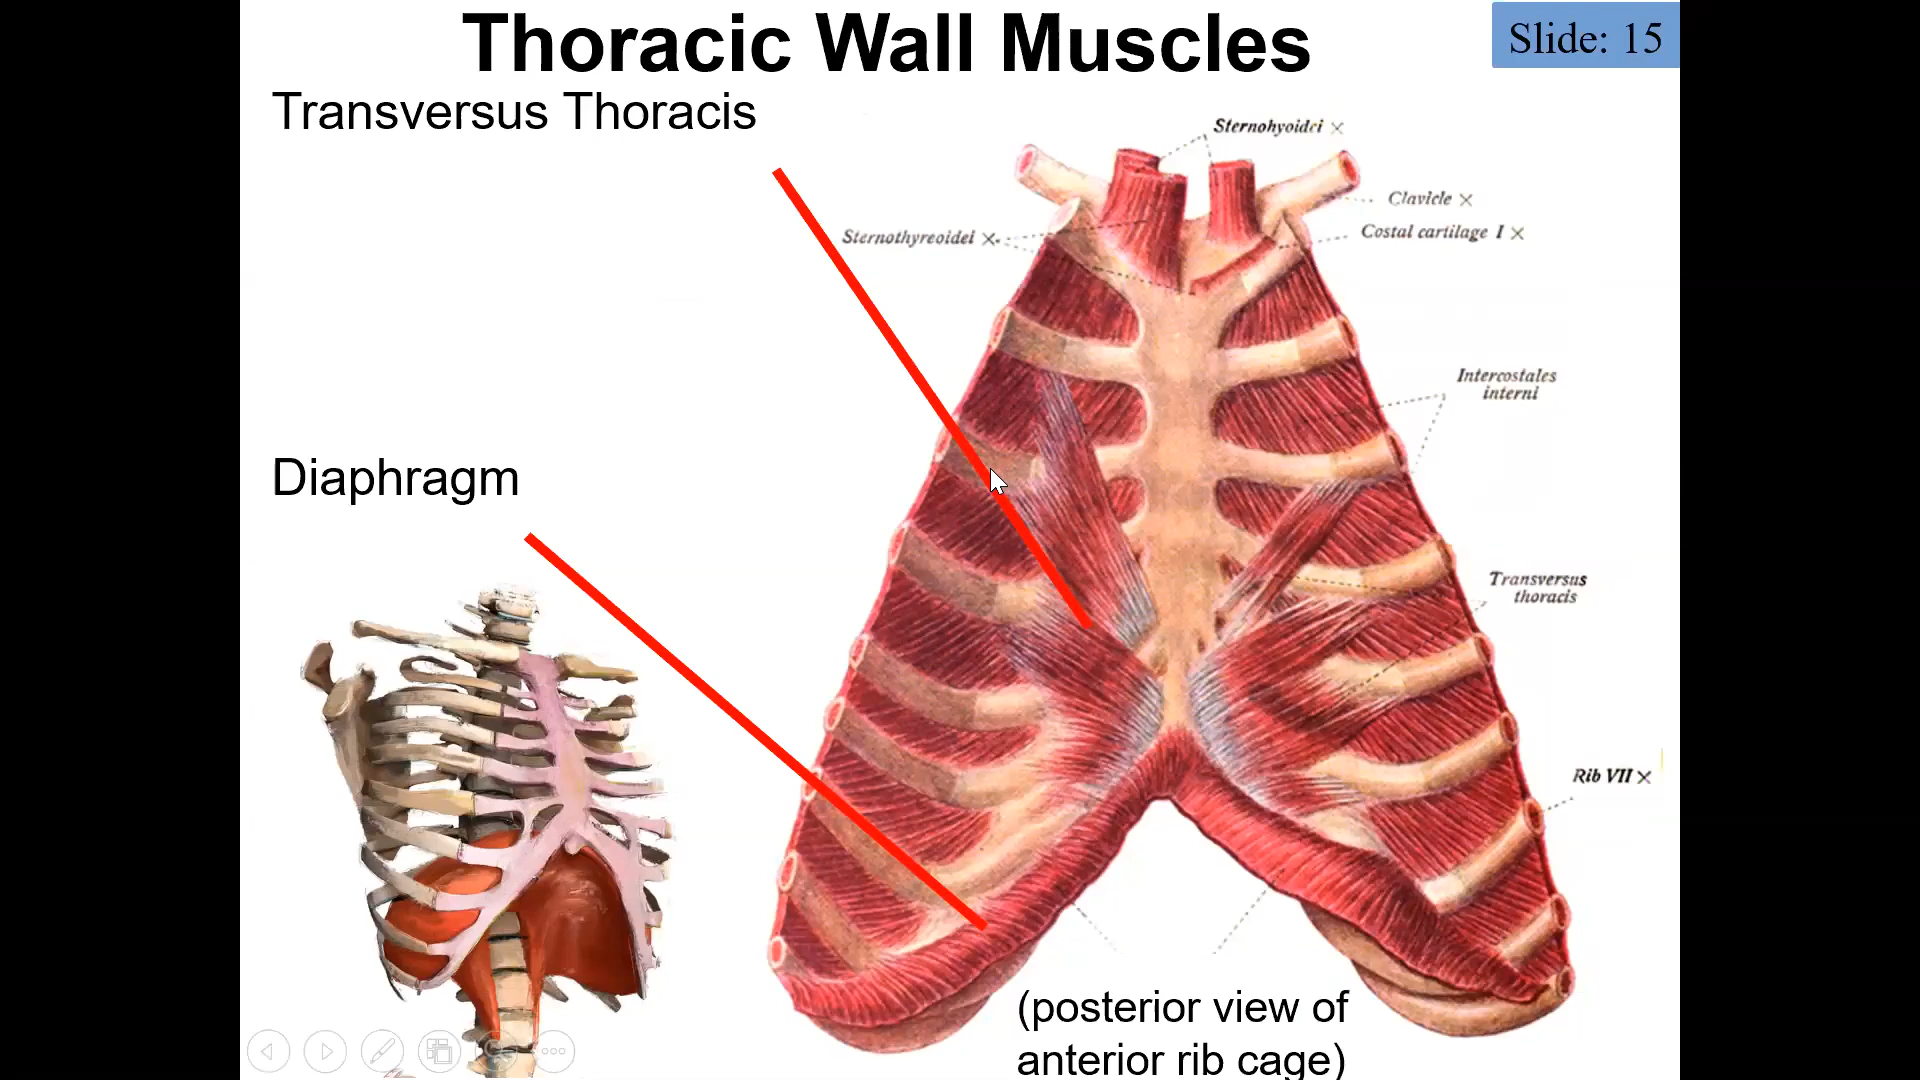 Thoracic Wall Muscles
Slide: 15
Transversus Thoracis
Sternohyoidei ×
Clavicle ×
Costal cartilage I ×
Sternothyreoidei ×
Intercostales
interni
Diaphragm
Transversus
thoracis
Rib VII ×
(posterior view of
anterior rib cage)